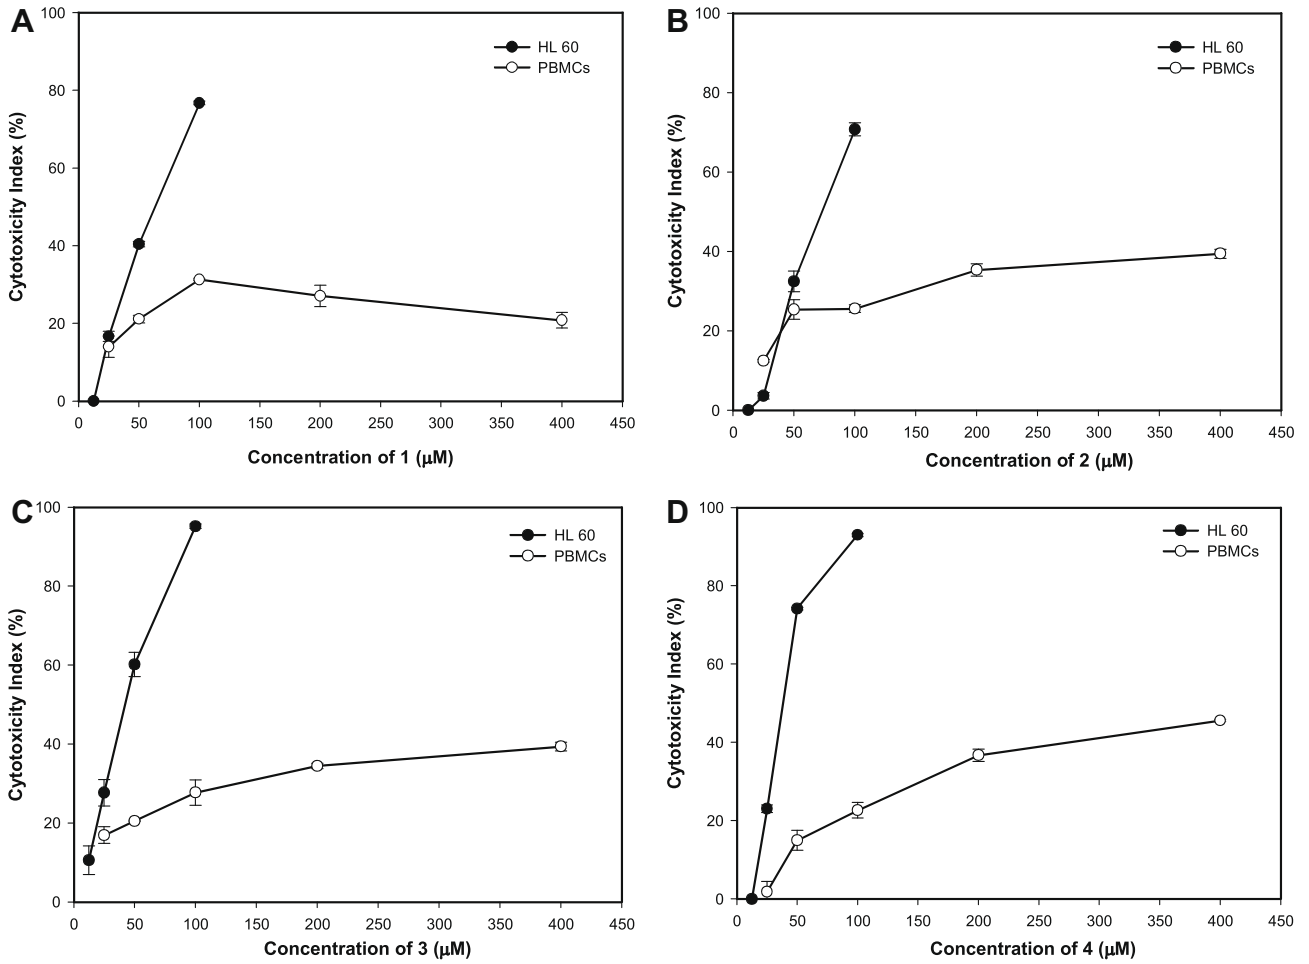 A
100
80
60
40
20
0
0 50 100 150 200 250 300 350 400 450
Cytotoxicity Index (%)
Concentration of 1 (μM)
HL 60
PBMCs
B
100
80
60
40
20
0
0 50 100 150 200 250 300 350 400 450
Cytotoxicity Index (%)
Concentration of 2 (μM)
HL 60
PBMCs
C
100
80
60
40
20
0
0 50 100 150 200 250 300 350 400 450
Cytotoxicity Index (%)
Concentration of 3 (μM)
HL 60
PBMCs
D
100
80
60
40
20
0
0 50 100 150 200 250 300 350 400 450
Cytotoxicity Index (%)
Concentration of 4 (μM)
HL 60
PBMCs